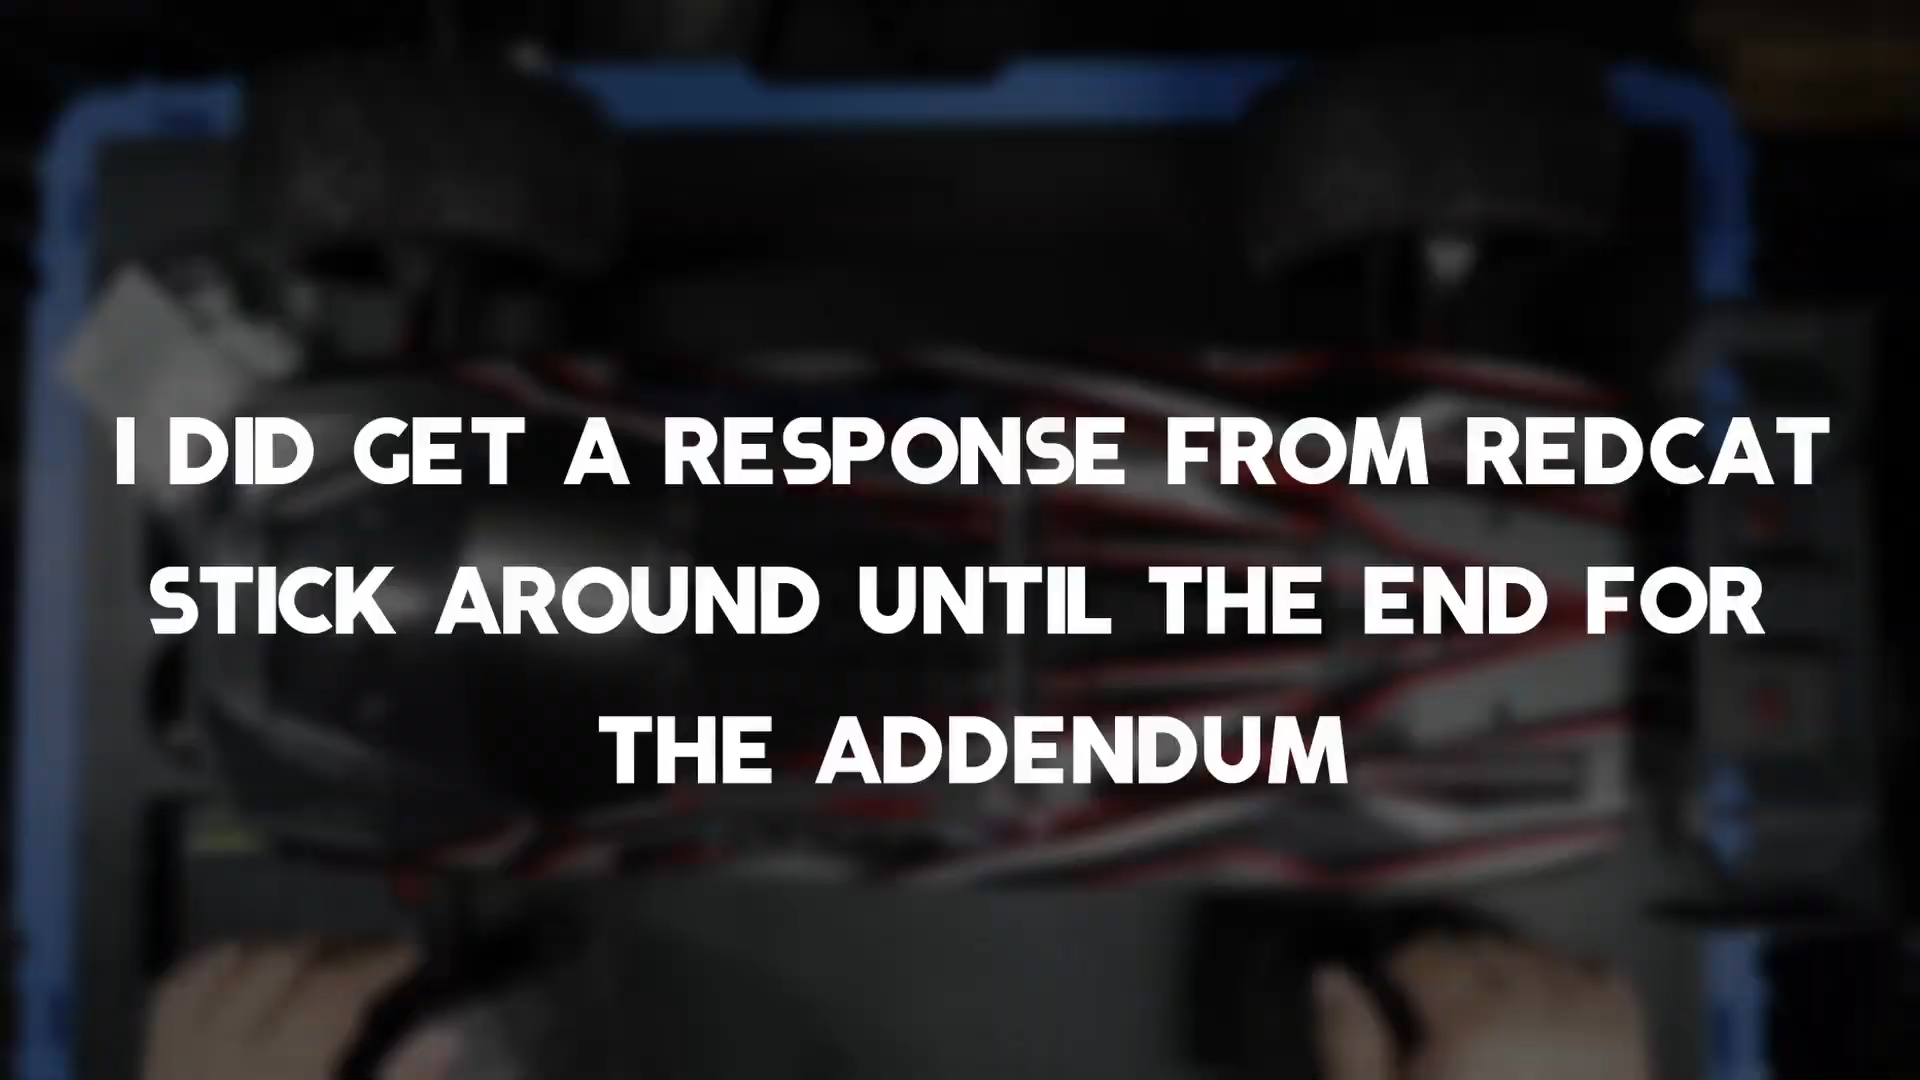 I DID GET A RESPONSE FROM REDCAT
STICK AROUND UNTIL THE END FOR
THE ADDENDUM